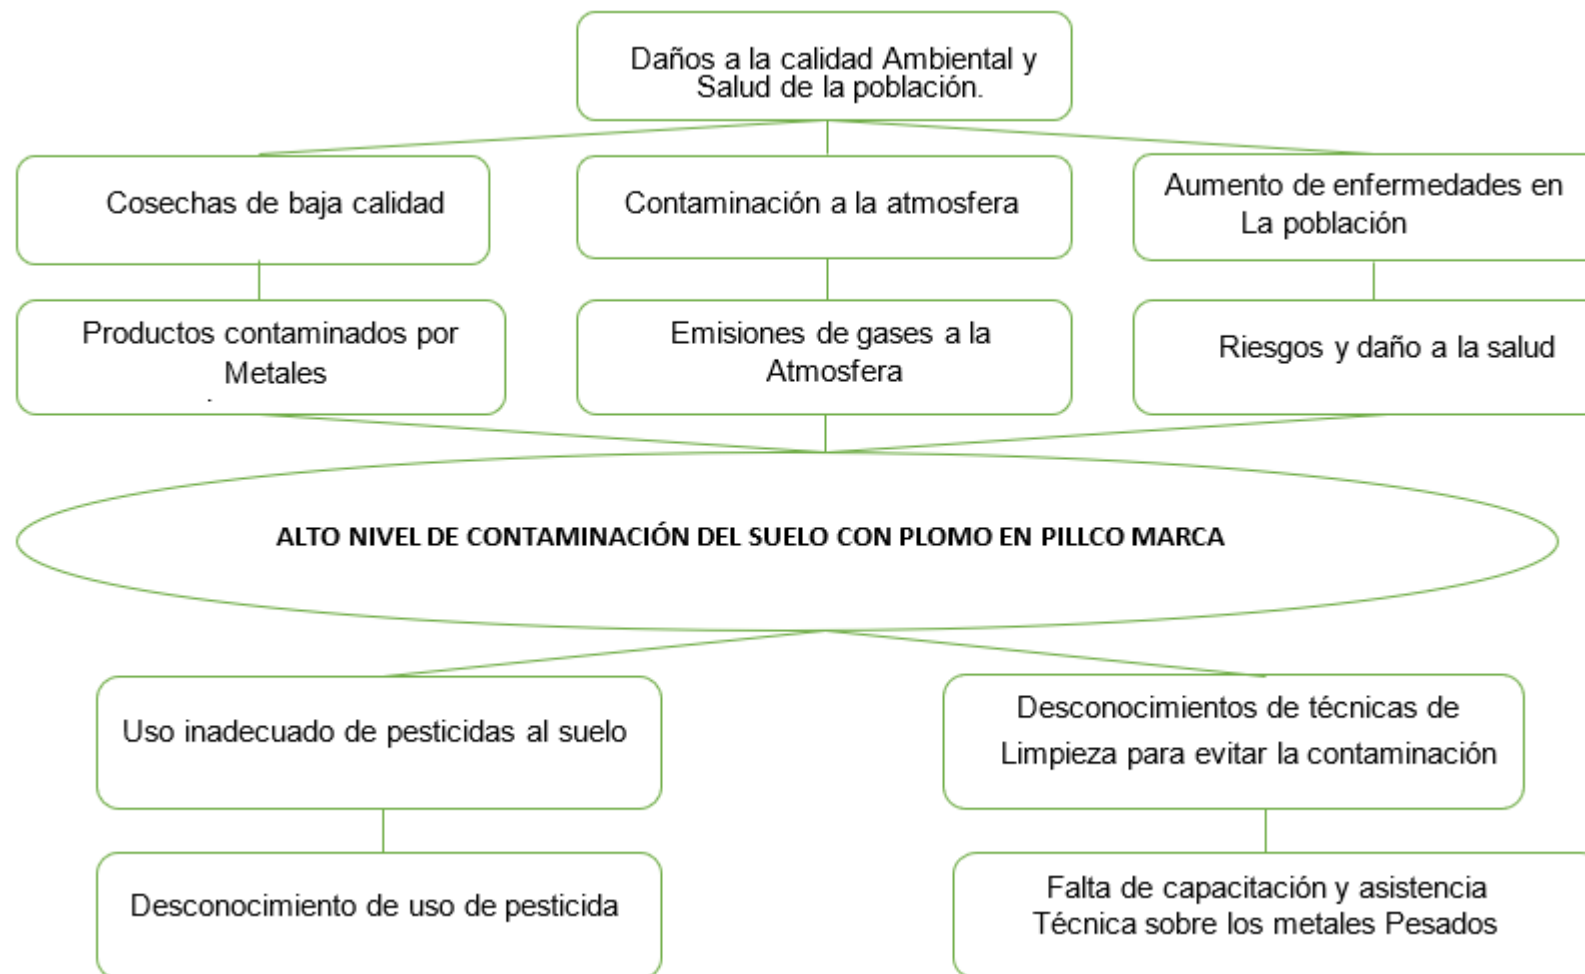 Daños a la calidad Ambiental y
Salud de la población.
Cosechas de baja calidad
Contaminación a la atmosfera
Aumento de enfermedades en
La población
Productos contaminados por
Metales
.
Emisiones de gases a la
Atmosfera
Riesgos y daño a la salud
ALTO NIVEL DE CONTAMINACIÓN DEL SUELO CON PLOMO EN PILLCO MARCA
Uso inadecuado de pesticidas al suelo
Desconocimientos de técnicas de
Limpieza para evitar la contaminación
Desconocimiento de uso de pesticida
Falta de capacitación y asistencia
Técnica sobre los metales Pesados